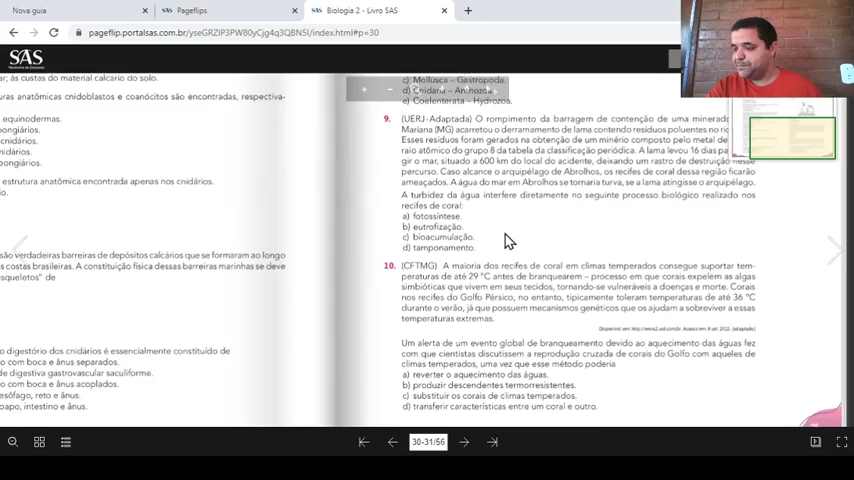 Nova guia
Pageflips
Biologia 2 - Livro SAS
pageflip.portalsas.com.br/yseGRZIP3PW80yCjg4q3QBN5I/index.html#p=30
SAS
ar; às custas do material calcário do solo.
uras anatômicas cnidoblastos e coanócitos são encontradas, respectiva-
equinodermas.
pongiários.
cnidários.
nidários.
pongiários.
estrutura anatômica encontrada apenas nos cnidários.
io.
são verdadeiras barreiras de depósitos calcários que se formaram ao longo
s costas brasileiras. A constituição física dessas barreiras marinhas se deve
osqueletos" de
o digestório dos cnidários é essencialmente constituído de
o com boca e ânus separados.
de digestiva gastrovascular saculiforme.
o com boca e ânus acoplados.
esôfago, reto e ânus.
papo, intestino e ânus.
c) Mollusca – Gastropoda.
d) Cnidaria – Anthozoa.
e) Coelenterata – Hydrozoa.
9. (UERJ-Adaptada) O rompimento da barragem de contenção de uma minerado
Mariana (MG) acarretou o derramamento de lama contendo resíduos poluentes no rio
Esses resíduos foram gerados na obtenção de um minério composto pelo metal de
raio atômico do grupo 8 da tabela da classificação periódica. A lama levou 16 dias pa
gir o mar, situado a 600 km do local do acidente, deixando um rastro de destruição nesse
percurso. Caso alcance o arquipélago de Abrolhos, os recifes de coral dessa região ficarão
ameaçados. A água do mar em Abrolhos se tornaria turva, se a lama atingisse o arquipélago.
A turbidez da água interfere diretamente no seguinte processo biológico realizado nos
recifes de coral:
a) fotossíntese.
b) eutrofização.
c) bioacumulação.
d) tamponamento.
10. (CFTMG) A maioria dos recifes de coral em climas temperados consegue suportar tem-
peraturas de até 29 °C antes de branquearem – processo em que corais expelem as algas
simbióticas que vivem em seus tecidos, tornando-se vulneráveis a doenças e morte. Corais
nos recifes do Golfo Pérsico, no entanto, tipicamente toleram temperaturas de até 36 °C
durante o verão, já que possuem mecanismos genéticos que os ajudam a sobreviver a essas
temperaturas extremas.
Um alerta de um evento global de branqueamento devido ao aquecimento das águas fez
com que cientistas discutissem a reprodução cruzada de corais do Golfo com aqueles de
climas temperados, uma vez que esse método poderia
a) reverter o aquecimento das águas.
b) produzir descendentes termorresistentes.
c) substituir os corais de climas temperados.
d) transferir características entre um coral e outro.
30-31/56